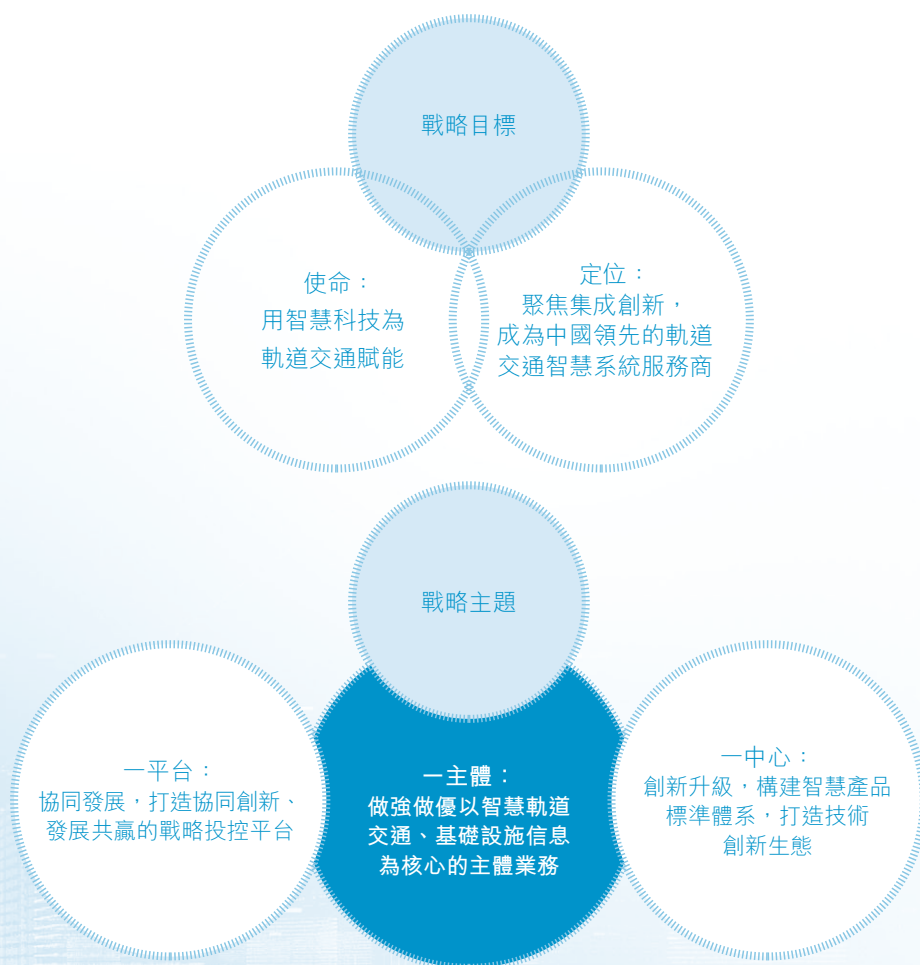 戰略目標
使命：
用智慧科技為
軌道交通賦能
定位：
聚焦集成創新，
成為中國領先的軌道
交通智慧系統服務商
戰略主題
一平台：
協同發展，打造協同創新、
發展共贏的戰略投控平台
一主體：
做強做優以智慧軌道
交通、基礎設施信息
為核心的主體業務
一中心：
創新升級，構建智慧產品
標準體系，打造技術
創新生態